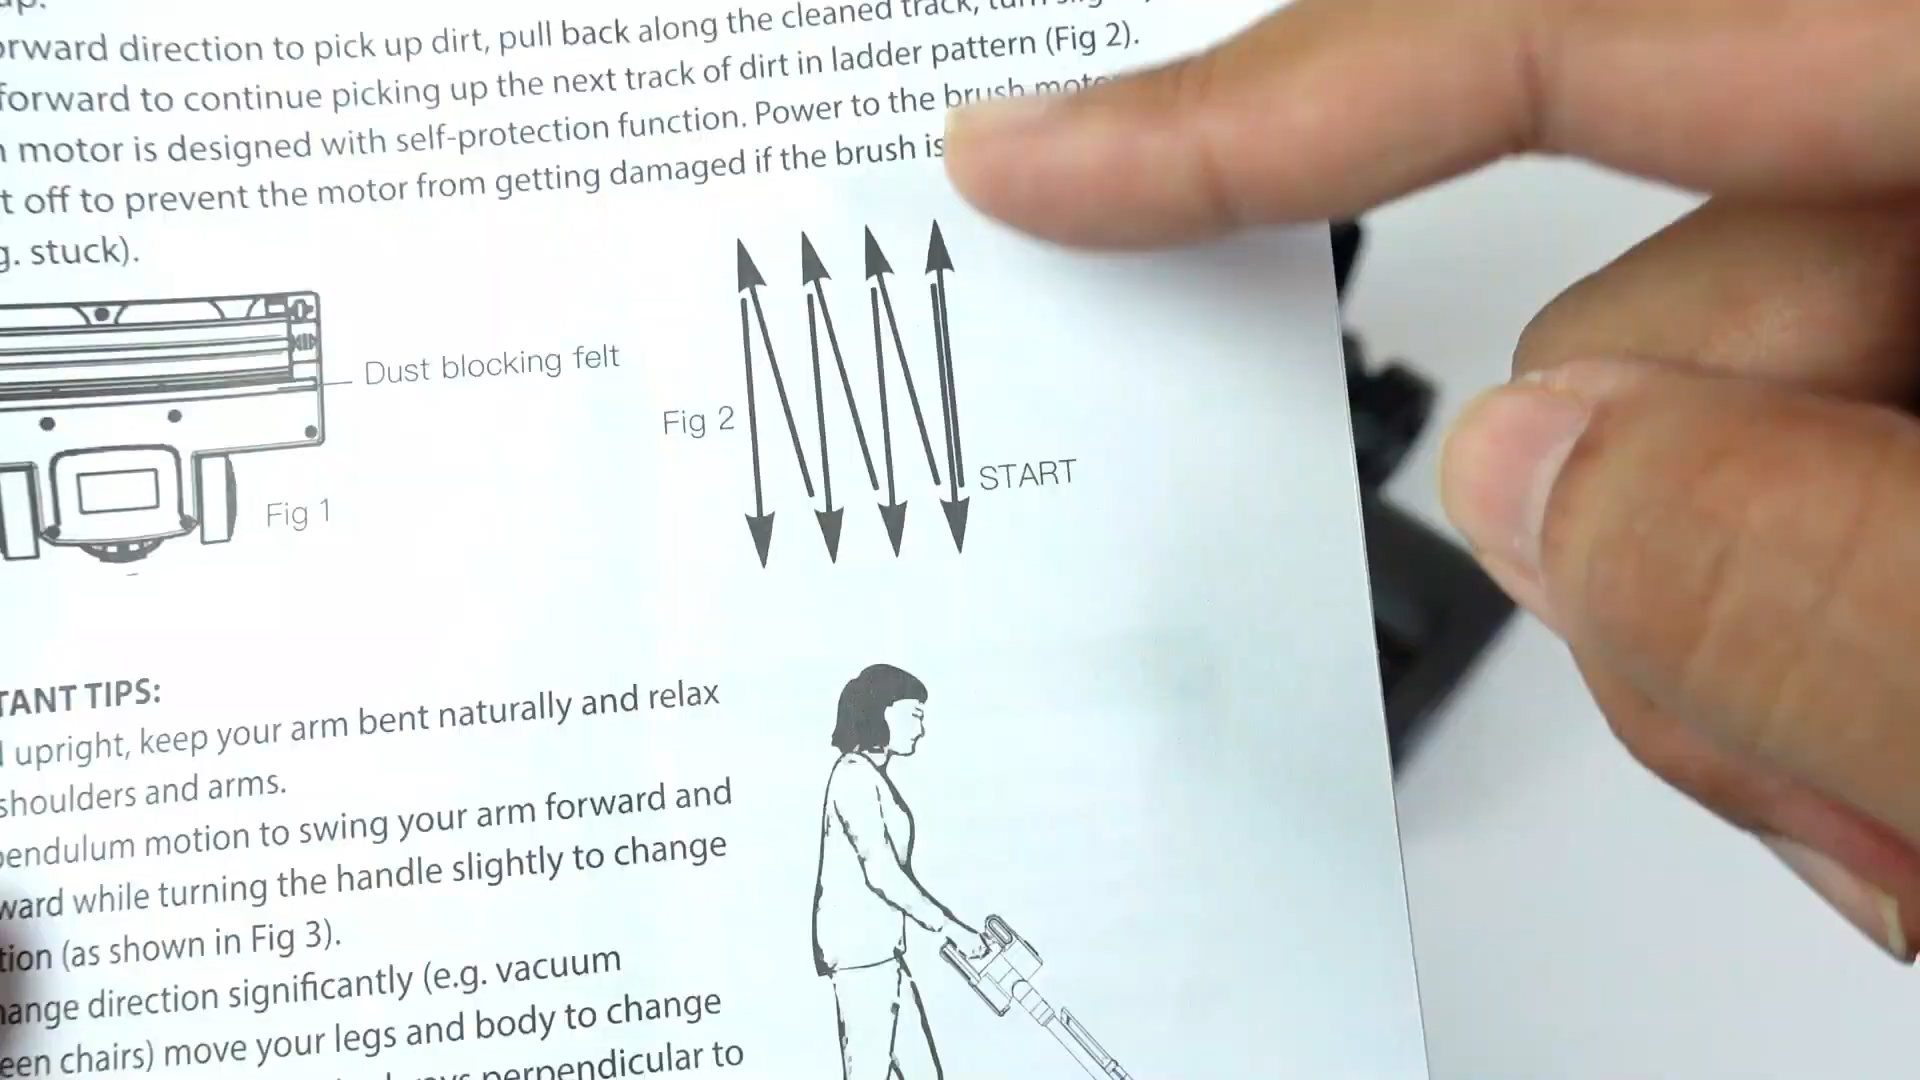 up.
orward direction to pick up dirt, pull back along the cleaned track,
forward to continue picking up the next track of dirt in ladder pattern (Fig 2).
motor is designed with self-protection function. Power to the brush
t off to prevent the motor from getting damaged if the brush is
g. stuck).
Dust blocking felt
Fig 2
START
Fig 1
TANT TIPS:
upright, keep your arm bent naturally and relax
shoulders and arms.
pendulum motion to swing your arm forward and
ward while turning the handle slightly to change
tion (as shown in Fig 3).
hange direction significantly (e.g. vacuum
een chairs) move your legs and body to change
perpendicular to